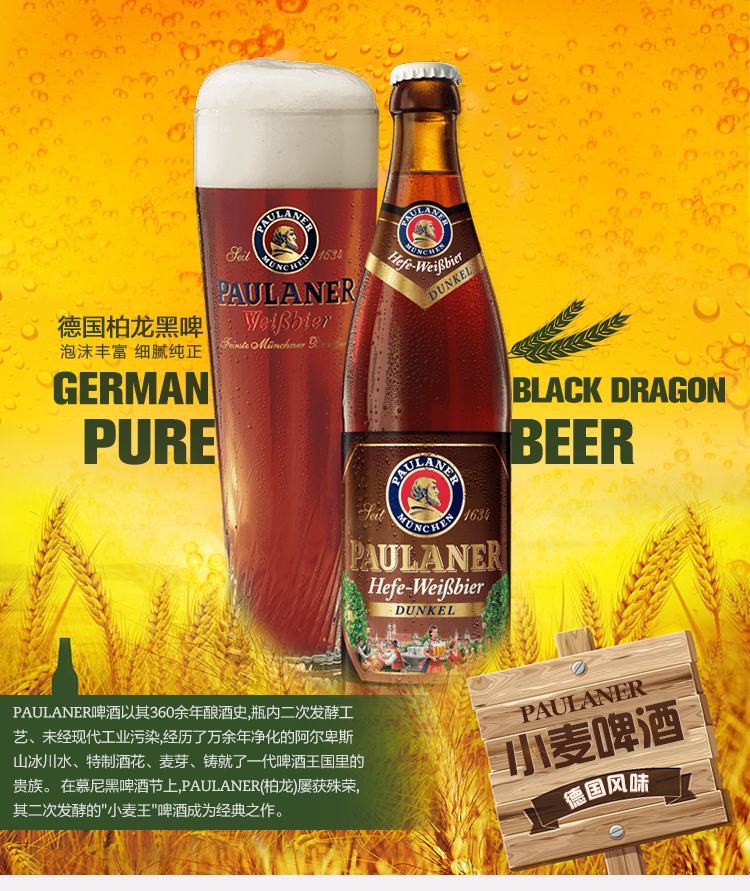 PAULANER
MÜNCHEN
Seit 1634
PAULANER
Weißbier
PAULANER
MÜNCHEN
Hefe-Weißbier
DUNKEL
德国柏龙黑啤
泡沫丰富 细腻纯正
GERMAN BLACK DRAGON
PURE BEER
PAULANER
MÜNCHEN
Seit 1634
PAULANER
Hefe-Weißbier
DUNKEL
PAULANER啤酒以其360余年酿酒史,瓶内二次发酵工
艺、未经现代工业污染,经历了万余年净化的阿尔卑斯
山冰川水、特制酒花、麦芽、铸就了一代啤酒王国里的
贵族。 在慕尼黑啤酒节上,PAULANER(柏龙)屡获殊荣,
其二次发酵的"小麦王"啤酒成为经典之作。
PAULANER
小麦啤酒
德国风味